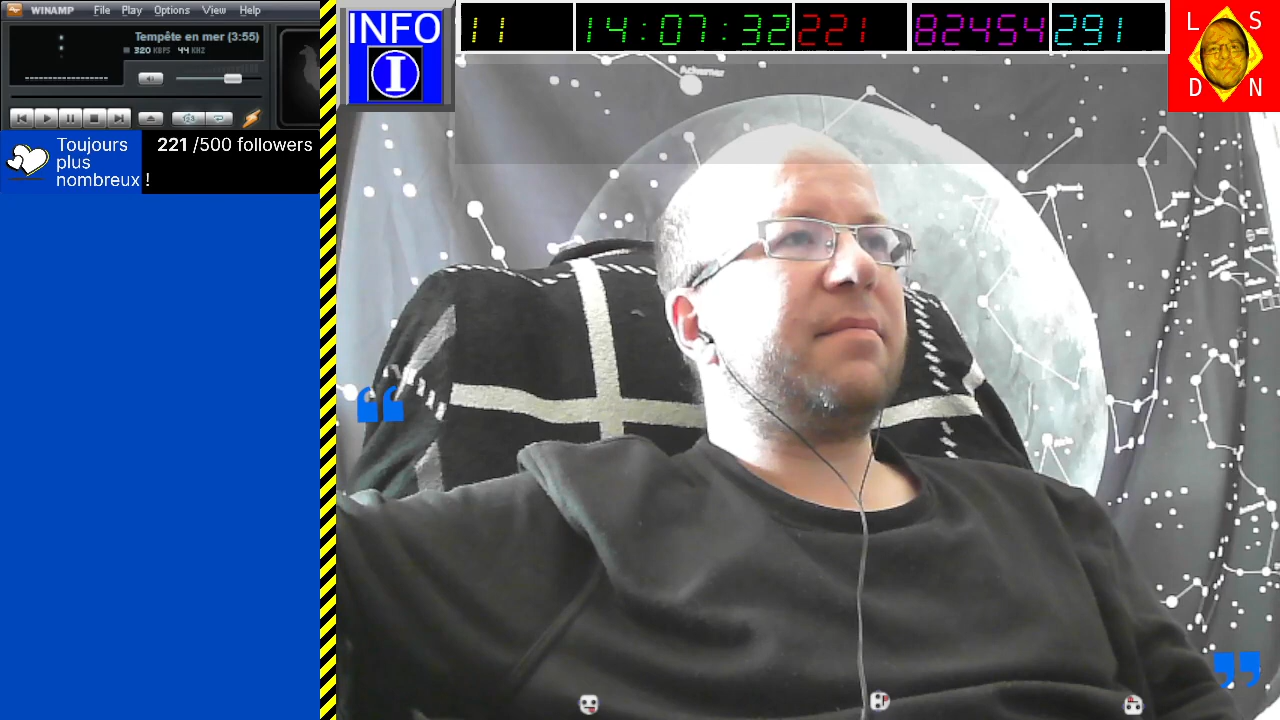 WINAMP File Play Options View Help
Tempête en mer (3:55)
320 KBPS 44 KHZ
Toujours
plus
nombreux !
221 /500 followers
INFO
I
11
14:07:32
221
82454
291
L S
D N
Achernar
“
”